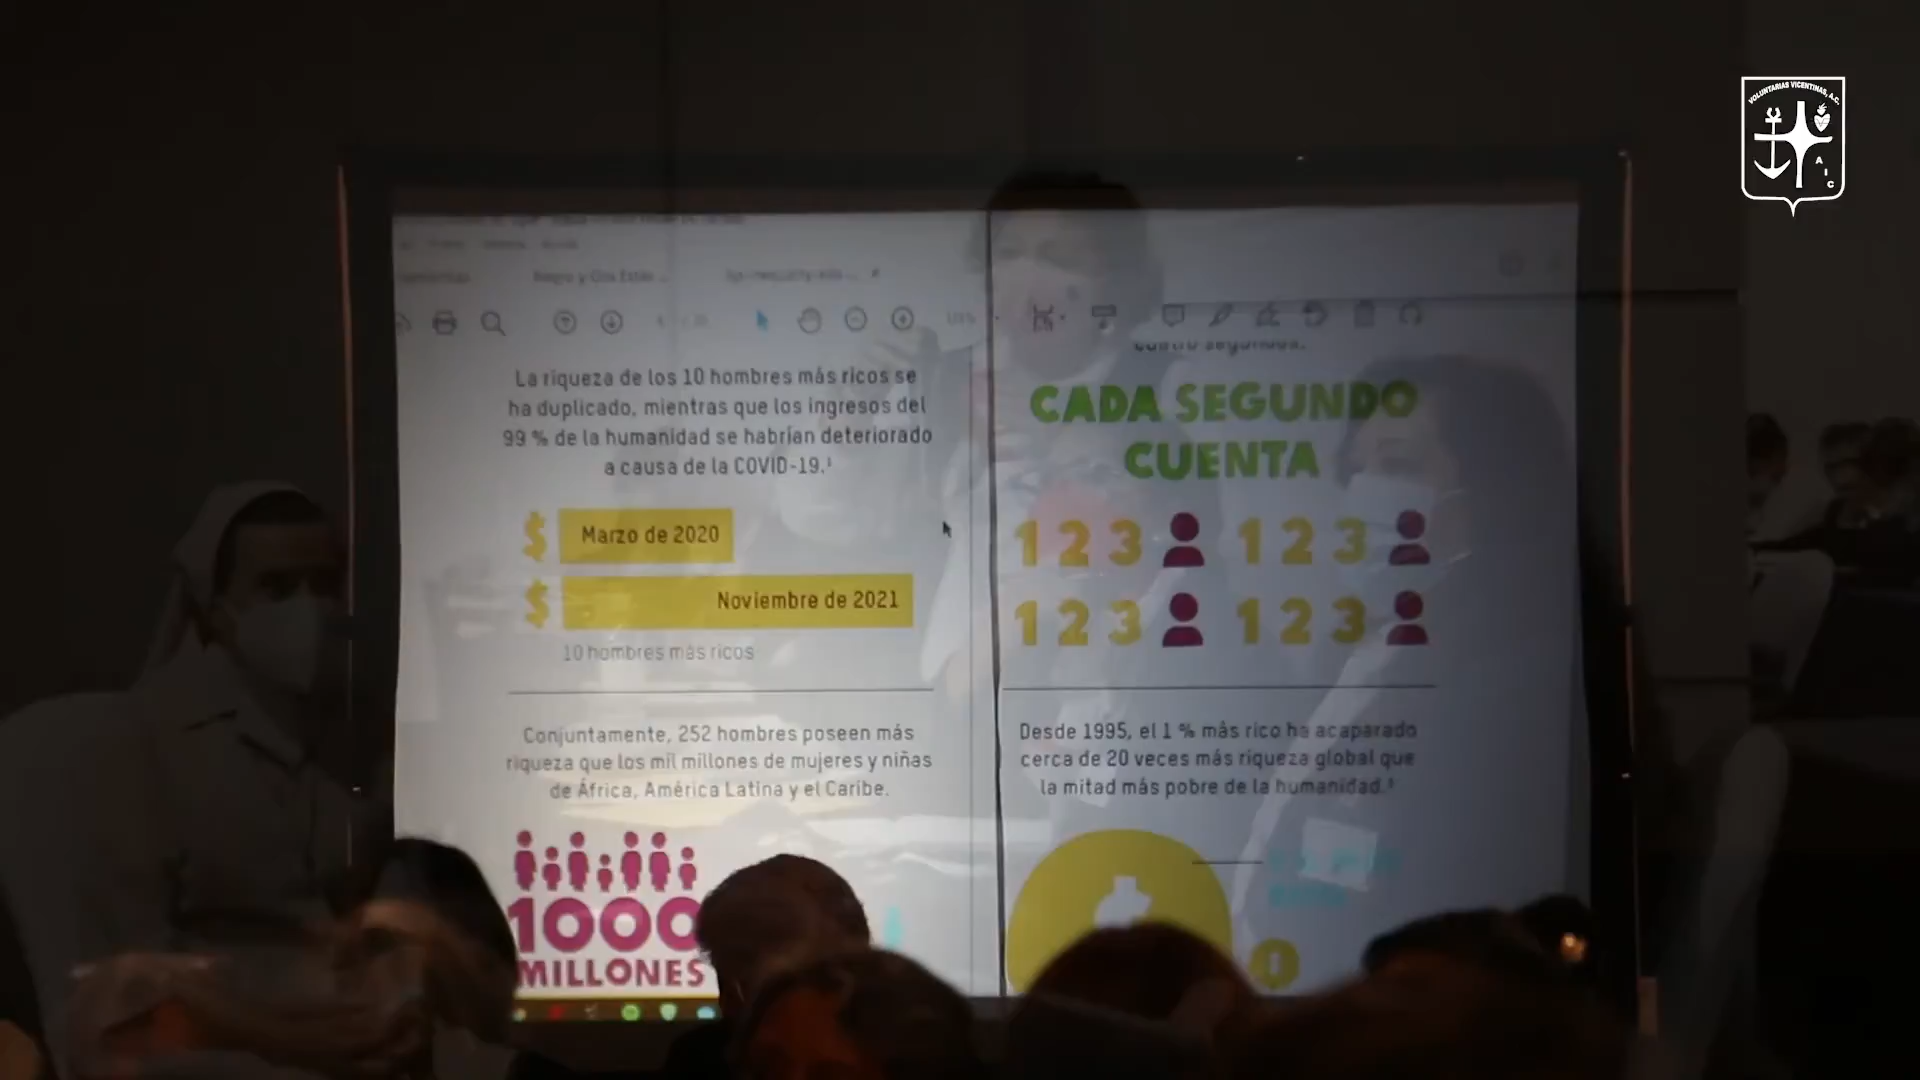 VOLUNTARIAS VICENTINAS, A.C.
A
I
C
La riqueza de los 10 hombres más ricos se
ha duplicado, mientras que los ingresos del
99 % de la humanidad se habrían deteriorado
a causa de la COVID-19.¹
$ Marzo de 2020
$ Noviembre de 2021
10 hombres más ricos
Conjuntamente, 252 hombres poseen más
riqueza que los mil millones de mujeres y niñas
de África, América Latina y el Caribe.
1000
MILLONES
segundos.
CADA SEGUNDO
CUENTA
1 2 3 1 2 3
1 2 3 1 2 3
Desde 1995, el 1 % más rico ha acaparado
cerca de 20 veces más riqueza global que
la mitad más pobre de la humanidad.